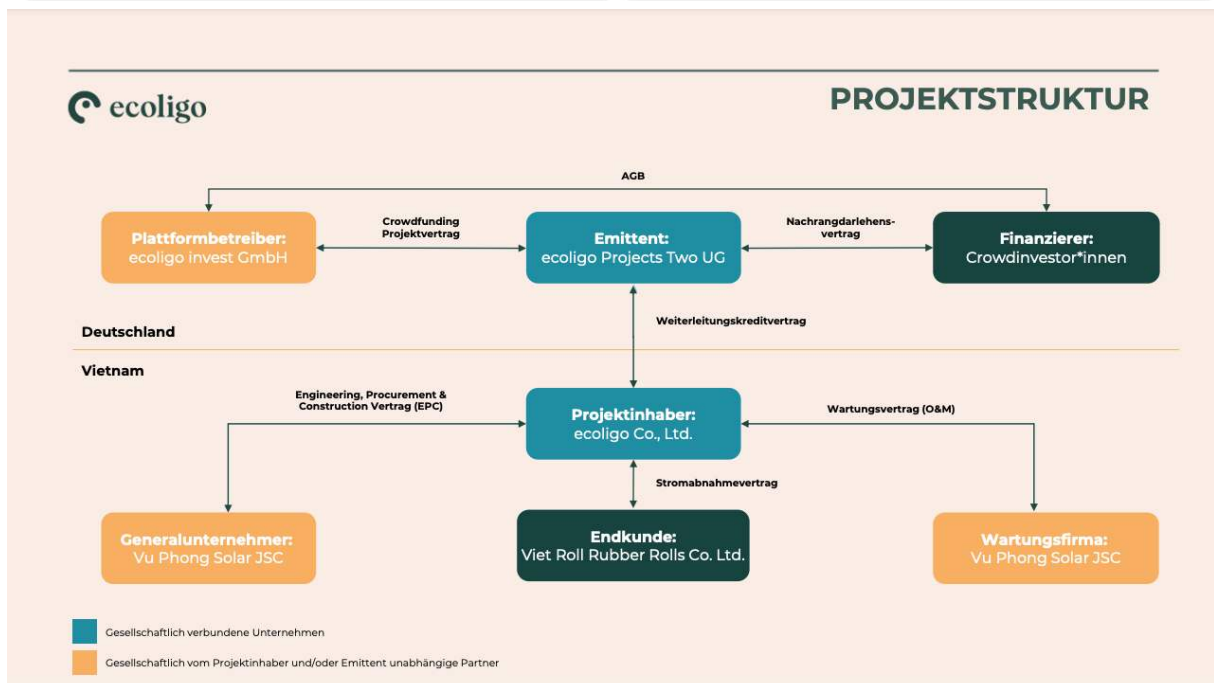 ecoligo
PROJEKTSTRUKTUR
AGB
Plattformbetreiber:
ecoligo invest GmbH
Crowdfunding
Projektvertrag
Emittent:
ecoligo Projects Two UG
Nachrangdarlehens-
vertrag
Finanzierer:
Crowdinvestor*innen
Weiterleitungskreditvertrag
Deutschland
Vietnam
Engineering, Procurement &
Construction Vertrag (EPC)
Projektinhaber:
ecoligo Co., Ltd.
Wartungsvertrag (O&M)
Stromabnahmevertrag
Generalunternehmer:
Vu Phong Solar JSC
Endkunde:
Viet Roll Rubber Rolls Co. Ltd.
Wartungsfirma:
Vu Phong Solar JSC
Gesellschaftlich verbundene Unternehmen
Gesellschaftlich vom Projektinhaber und/oder Emittent unabhängige Partner